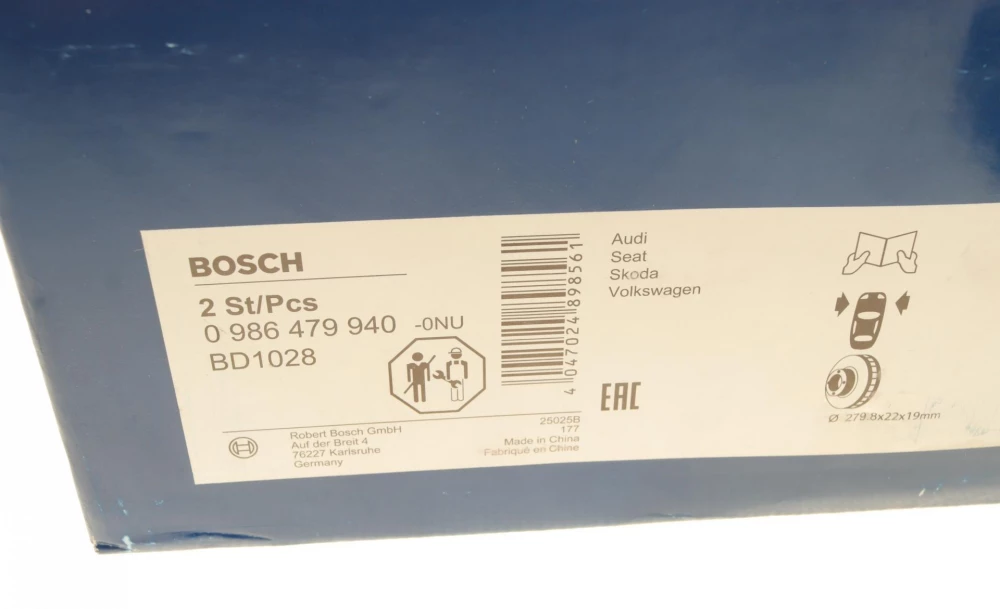 BOSCH
2 St/Pcs
0 986 479 940 -0NU
BD1028
Robert Bosch GmbH
Auf der Breit 4
76227 Karlsruhe
Germany
25025B
177
Made in China
Fabriqué en Chine
4 047024 898561
Audi
Seat
Skoda
Volkswagen
EAC
Ø 279.8x22x19mm